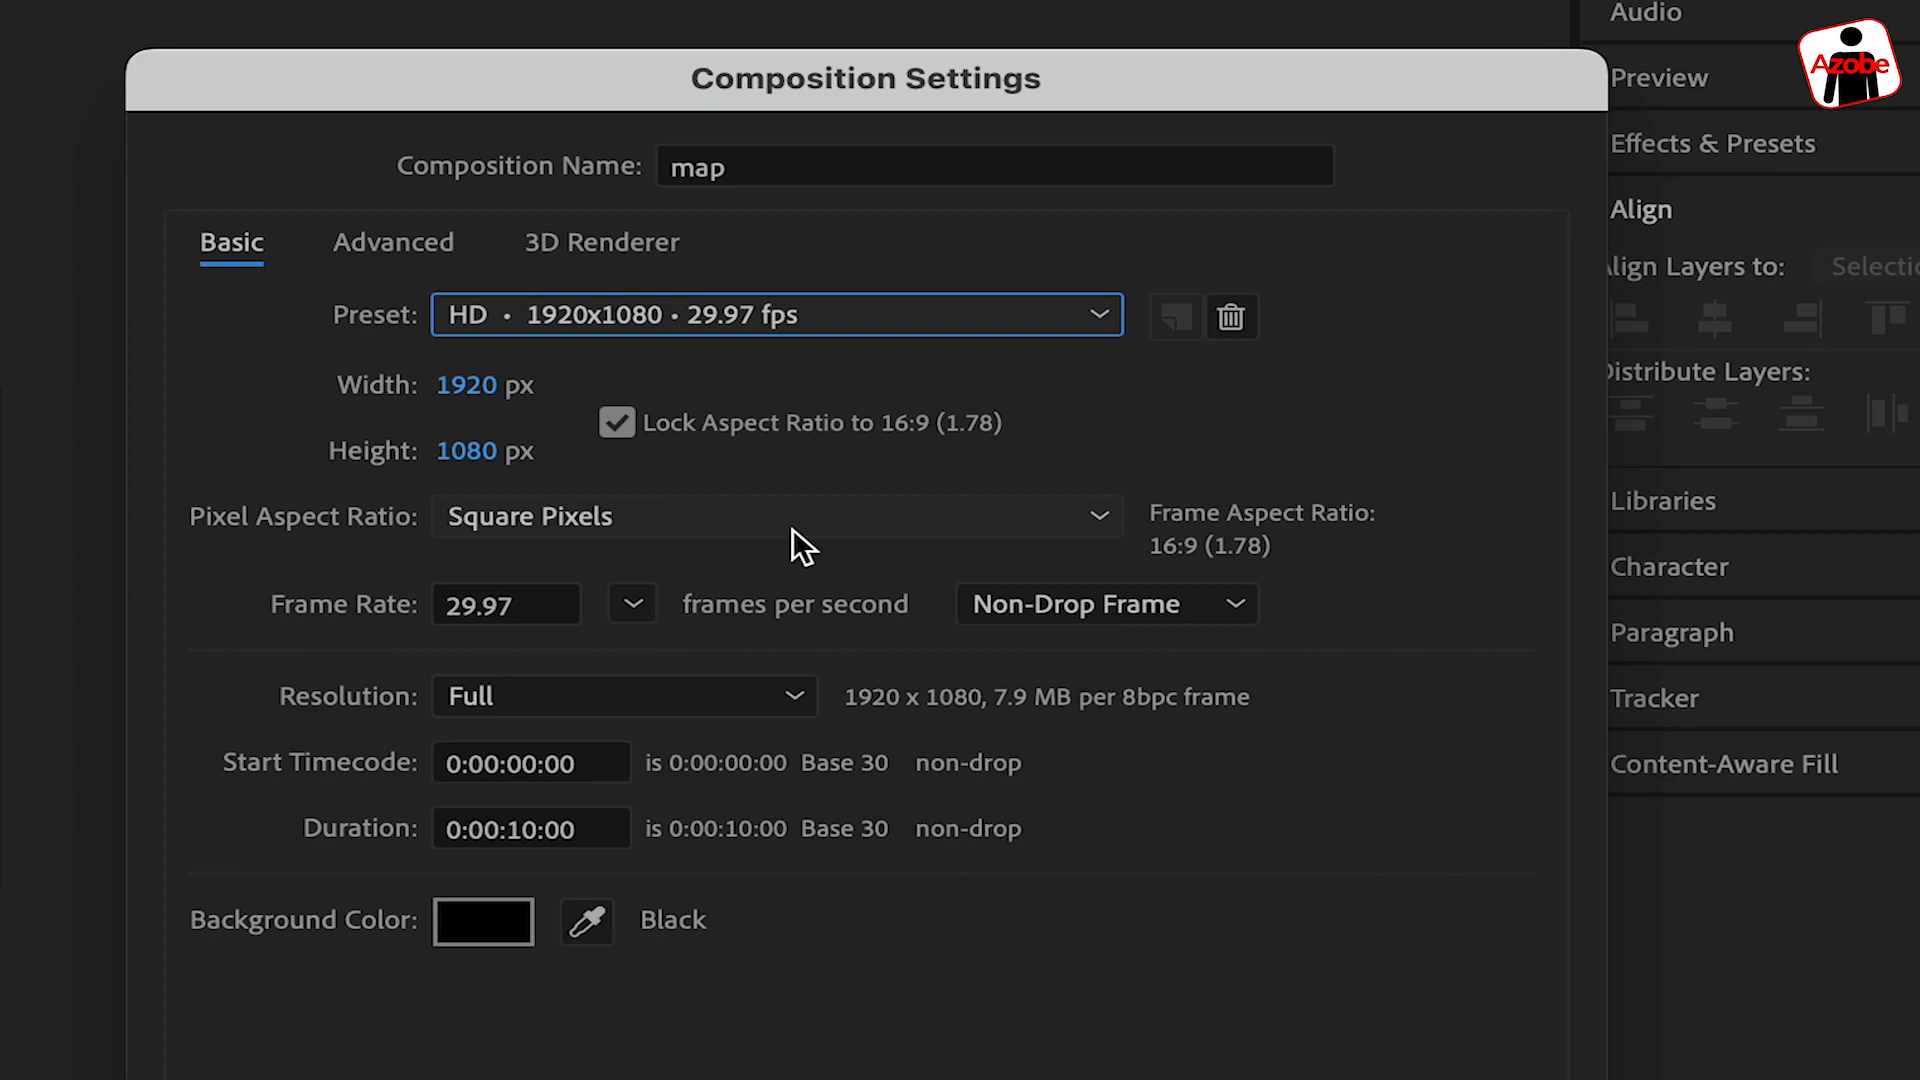 Audio
Azobe
Composition Settings
Preview
Effects & Presets
Composition Name: map
Align
Basic Advanced 3D Renderer
lign Layers to: Selectio
Preset: HD • 1920x1080 • 29.97 fps
Width: 1920 px
Distribute Layers:
Lock Aspect Ratio to 16:9 (1.78)
Height: 1080 px
Libraries
Pixel Aspect Ratio: Square Pixels
Frame Aspect Ratio:
16:9 (1.78)
Character
Frame Rate: 29.97 frames per second Non-Drop Frame
Paragraph
Resolution: Full 1920 x 1080, 7.9 MB per 8bpc frame
Tracker
Start Timecode: 0:00:00:00 is 0:00:00:00 Base 30 non-drop
Content-Aware Fill
Duration: 0:00:10:00 is 0:00:10:00 Base 30 non-drop
Background Color: Black